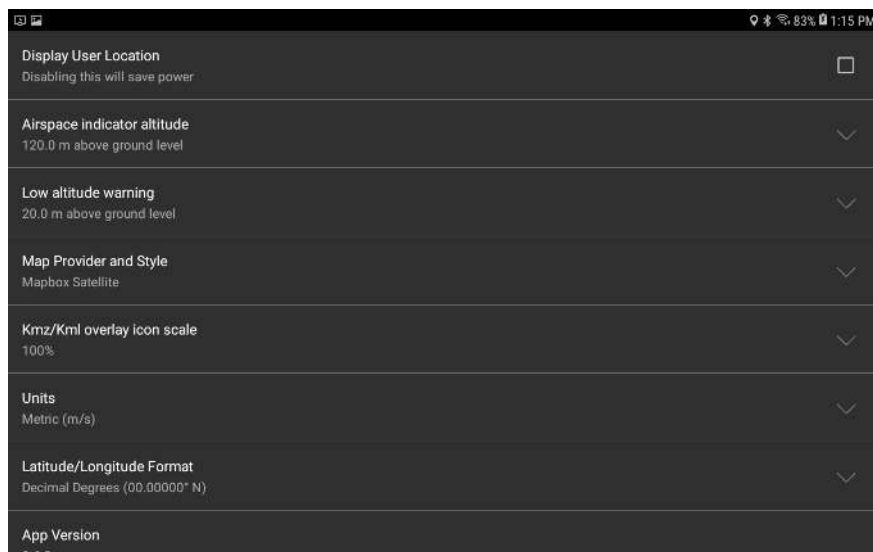 83% 1:15 PM
Display User Location
Disabling this will save power
Airspace indicator altitude
120.0 m above ground level
Low altitude warning
20.0 m above ground level
Map Provider and Style
Mapbox Satellite
Kmz/Kml overlay icon scale
100%
Units
Metric (m/s)
Latitude/Longitude Format
Decimal Degrees (00.00000° N)
App Version